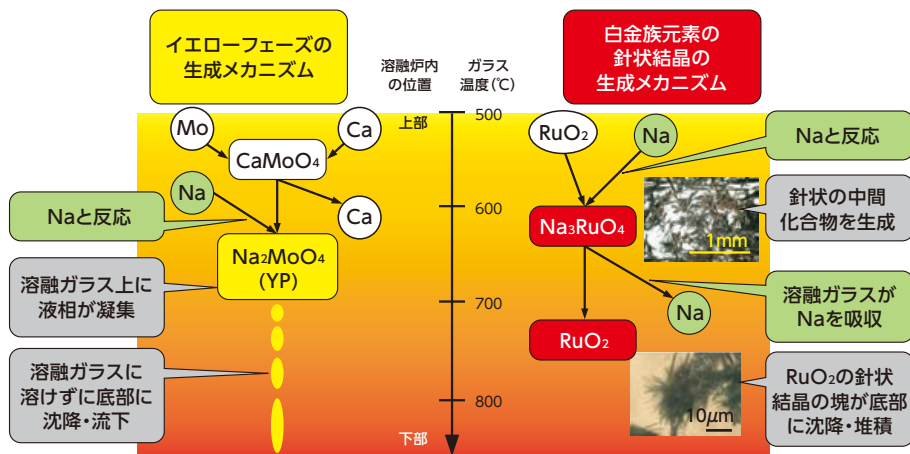 イエローフェーズの
生成メカニズム
溶融炉内
の位置
ガラス
温度(℃)
白金族元素の
針状結晶の
生成メカニズム
上部
500
600
700
800
下部
Mo
Ca
CaMoO₄
Na
Ca
Na₂MoO₄
(YP)
Naと反応
溶融ガラス上に
液相が凝集
溶融ガラスに
溶けずに底部に
沈降・流下
RuO₂
Na
Na₃RuO₄
Na
RuO₂
1mm
10μm
Naと反応
針状の中間
化合物を生成
溶融ガラスが
Naを吸収
RuO₂の針状
結晶の塊が底部
に沈降・堆積